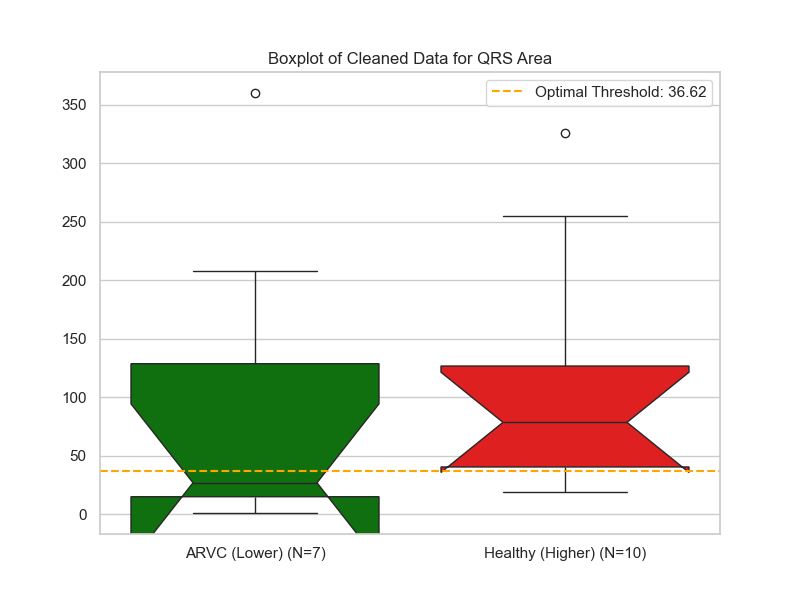 Boxplot of Cleaned Data for QRS Area
Optimal Threshold: 36.62
350
300
250
200
150
100
50
0
ARVC (Lower) (N=7)
Healthy (Higher) (N=10)